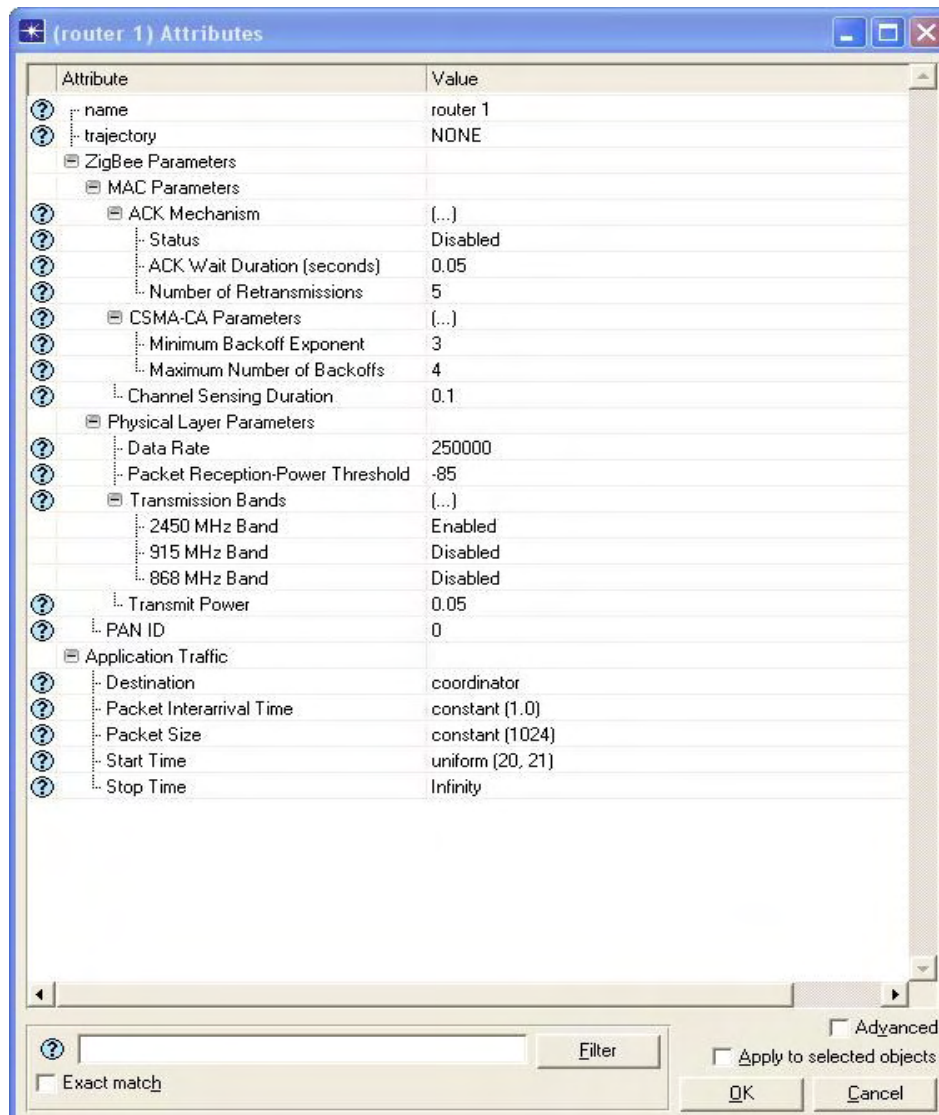 (router 1) Attributes
Attribute Value
name router 1
trajectory NONE
ZigBee Parameters
MAC Parameters
ACK Mechanism (...)
Status Disabled
ACK Wait Duration (seconds) 0.05
Number of Retransmissions 5
CSMA-CA Parameters (...)
Minimum Backoff Exponent 3
Maximum Number of Backoffs 4
Channel Sensing Duration 0.1
Physical Layer Parameters
Data Rate 250000
Packet Reception-Power Threshold -85
Transmission Bands (...)
2450 MHz Band Enabled
915 MHz Band Disabled
868 MHz Band Disabled
Transmit Power 0.05
PAN ID 0
Application Traffic
Destination coordinator
Packet Interarrival Time constant (1.0)
Packet Size constant (1024)
Start Time uniform (20, 21)
Stop Time Infinity
Advanced
Filter
Apply to selected objects
Exact match
OK Cancel